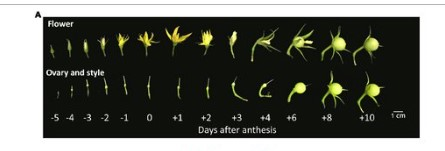 A
Flower
Ovary and style
-5 -4 -3 -2 -1 0 +1 +2 +3 +4 +6 +8 +10
1 cm
Days after anthesis